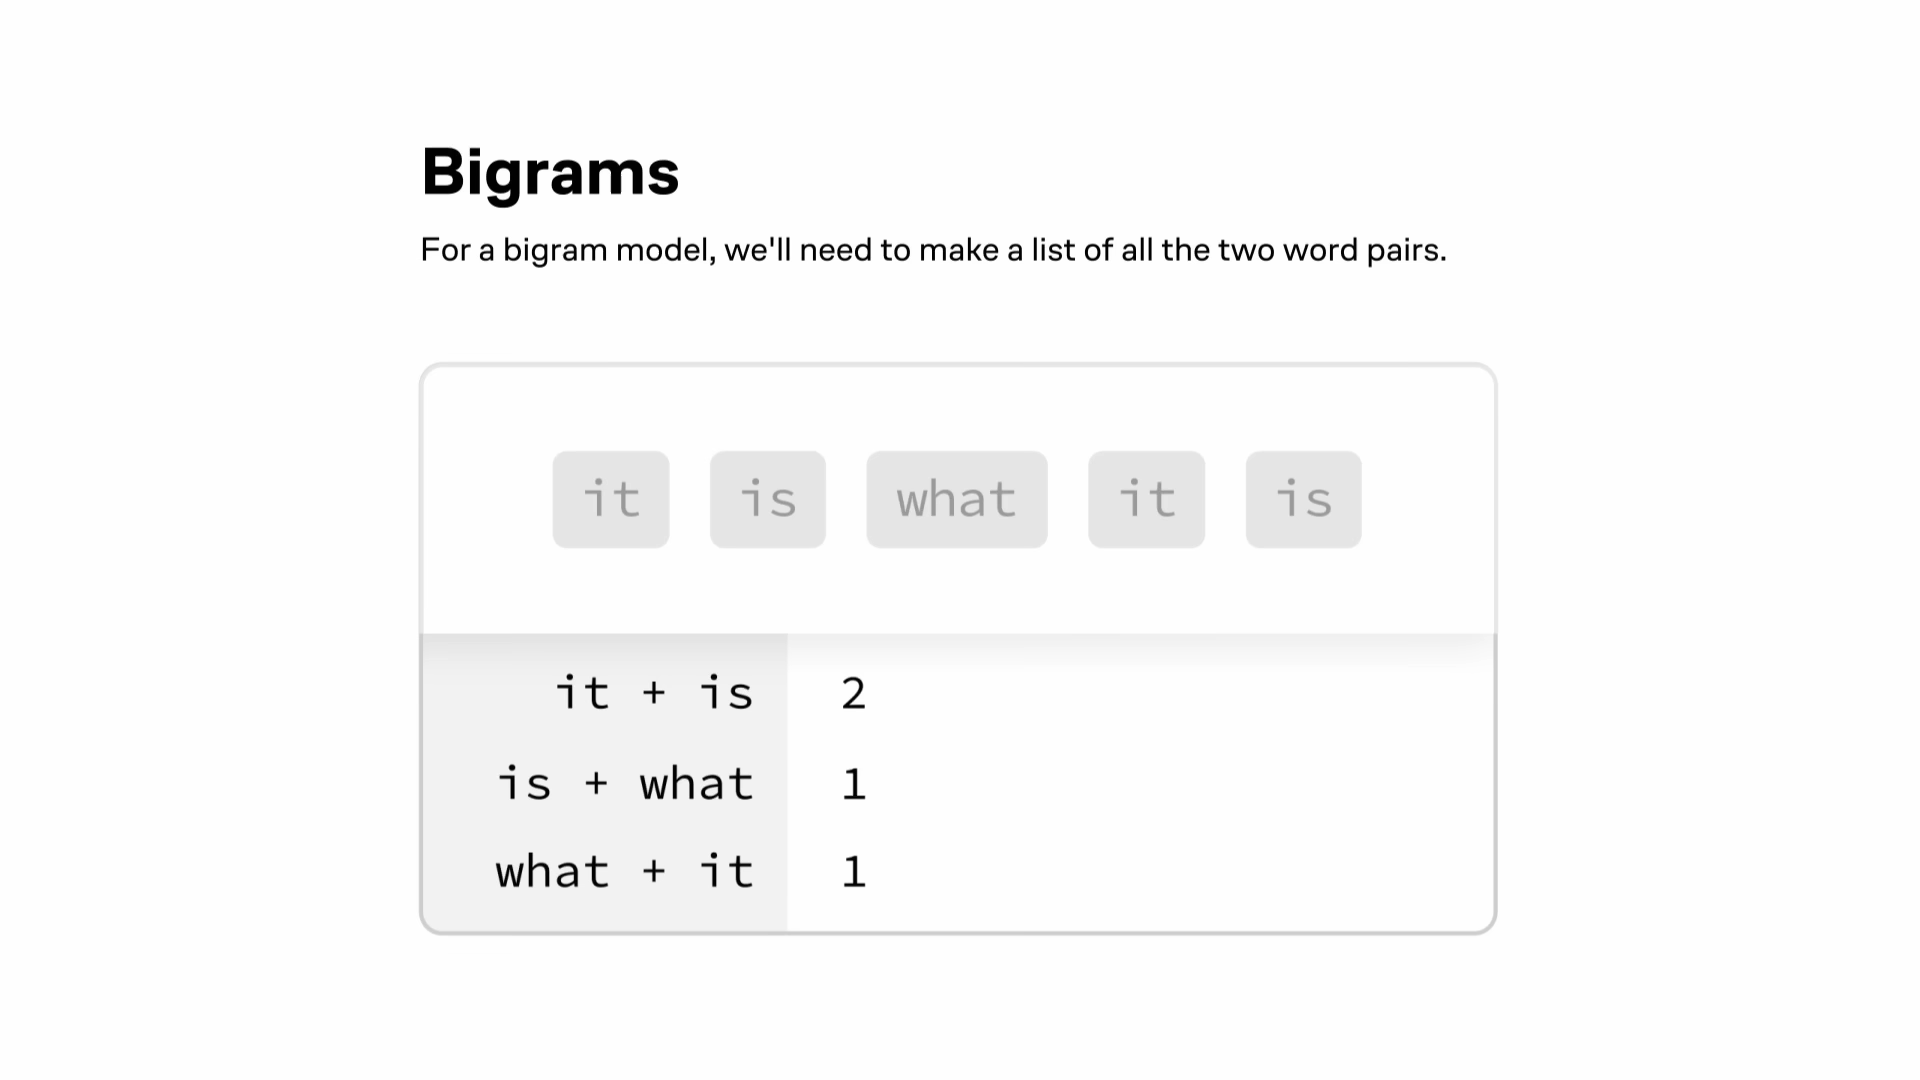 Bigrams
For a bigram model, we'll need to make a list of all the two word pairs.
it is what it is
it + is 2
is + what 1
what + it 1